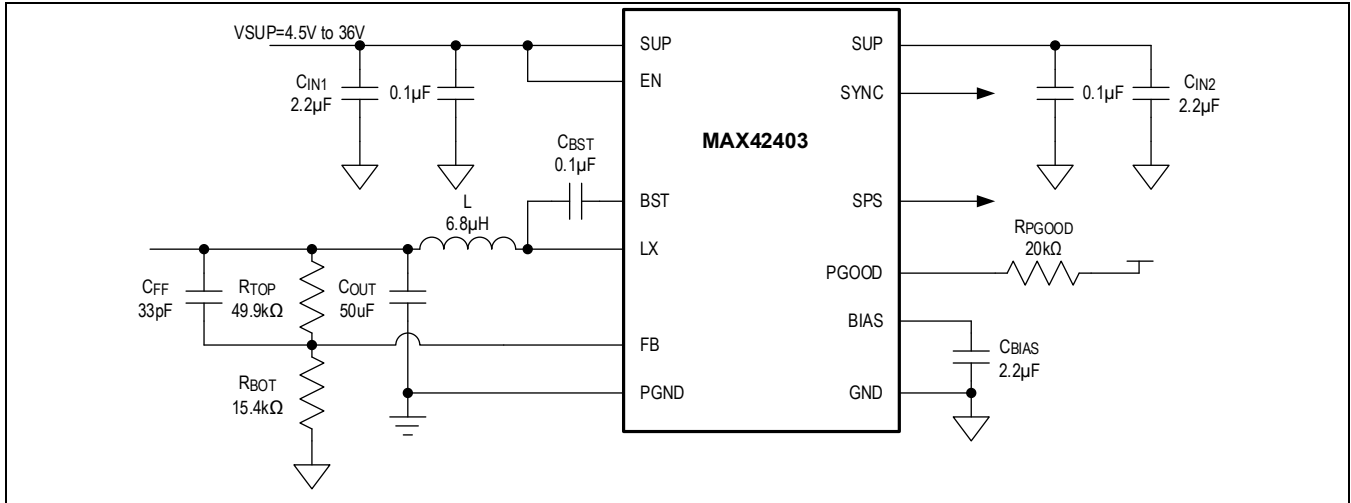 VSUP=4.5V to 36V
CIN1
2.2µF
0.1µF
CBST
0.1µF
L
6.8µH
CFF
33pF
RTOP
49.9kΩ
COUT
50uF
RBOT
15.4kΩ
SUP
EN
BST
LX
FB
PGND
MAX42403
SUP
SYNC
SPS
PGOOD
BIAS
GND
0.1µF
CIN2
2.2µF
RPGOOD
20kΩ
CBIAS
2.2µF